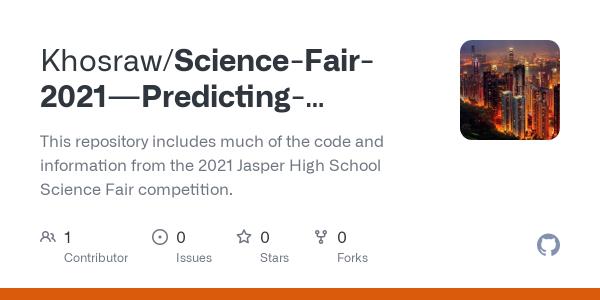 Khosraw/Science-Fair-
2021—Predicting-...
This repository includes much of the code and
information from the 2021 Jasper High School
Science Fair competition.
1 0 0 0
Contributor Issues Stars Forks